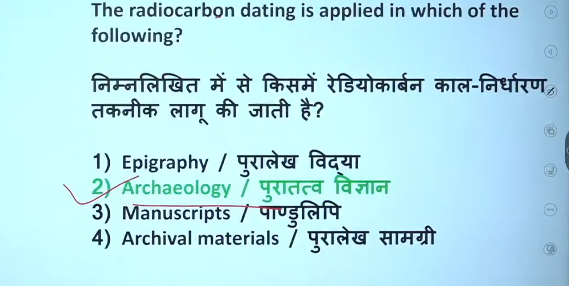 The radiocarbon dating is applied in which of the
following?
निम्नलिखित में से किसमें रेडियोकार्बन काल-निर्धारण
तकनीक लागू की जाती है?
1) Epigraphy / पुरालेख विद्या
2) Archaeology / पुरातत्व विज्ञान
3) Manuscripts / पाण्डुलिपि
4) Archival materials / पुरालेख सामग्री